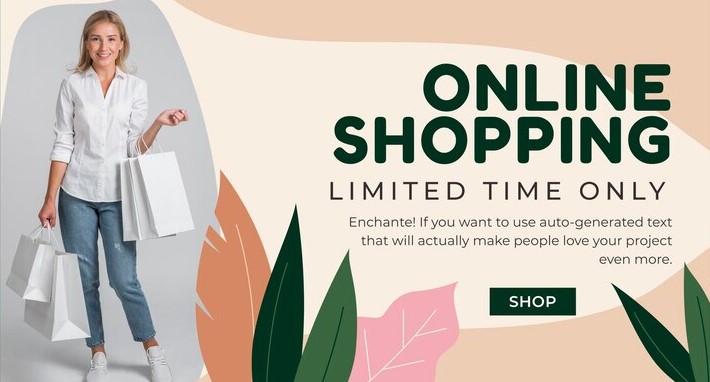 ONLINE
SHOPPING
LIMITED TIME ONLY
Enchante! If you want to use auto-generated text
that will actually make people love your project
even more.
SHOP